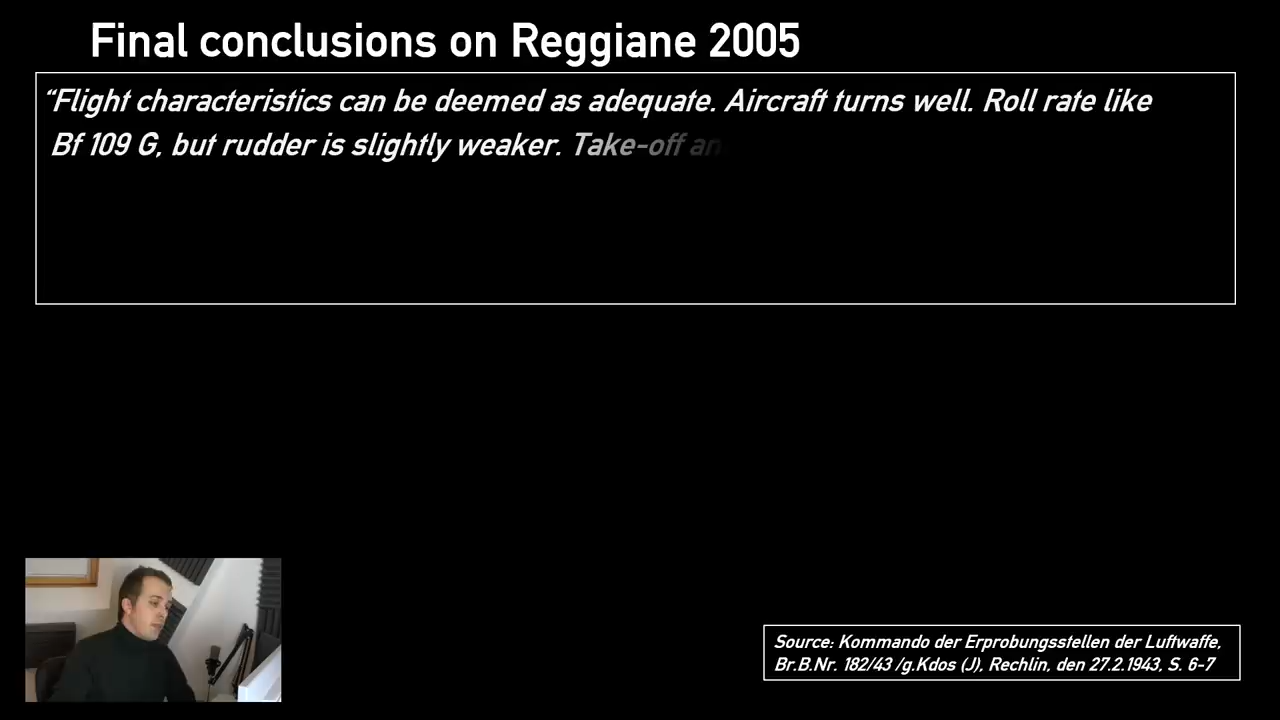 Final conclusions on Reggiane 2005
“Flight characteristics can be deemed as adequate. Aircraft turns well. Roll rate like
Bf 109 G, but rudder is slightly weaker. Take-off an
Source: Kommando der Erprobungsstellen der Luftwaffe,
Br.B.Nr. 182/43 /g.Kdos (J), Rechlin, den 27.2.1943, S. 6-7